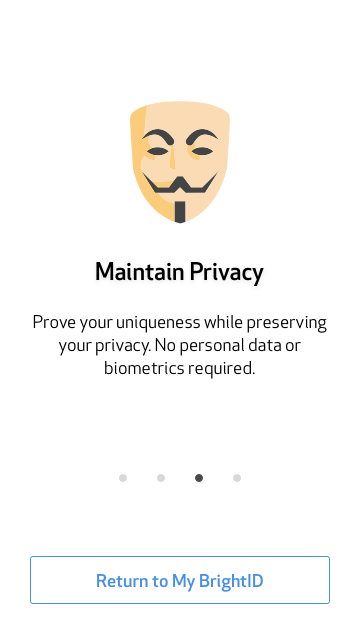 Maintain Privacy
Prove your uniqueness while preserving
your privacy. No personal data or
biometrics required.
Return to My BrightID